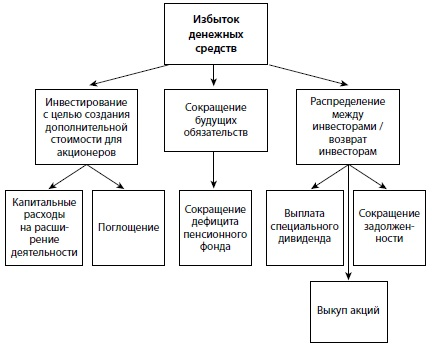 Избыток
денежных
средств
Инвестирование
с целью создания
дополнительной
стоимости для
акционеров
Сокращение
будущих
обязательств
Распределение
между
инвесторами /
возврат
инвесторам
Капитальные
расходы
на расши-
рение
деятельности
Поглощение
Сокращение
дефицита
пенсионного
фонда
Выплата
специального
дивиденда
Сокращение
задолжен-
ности
Выкуп акций